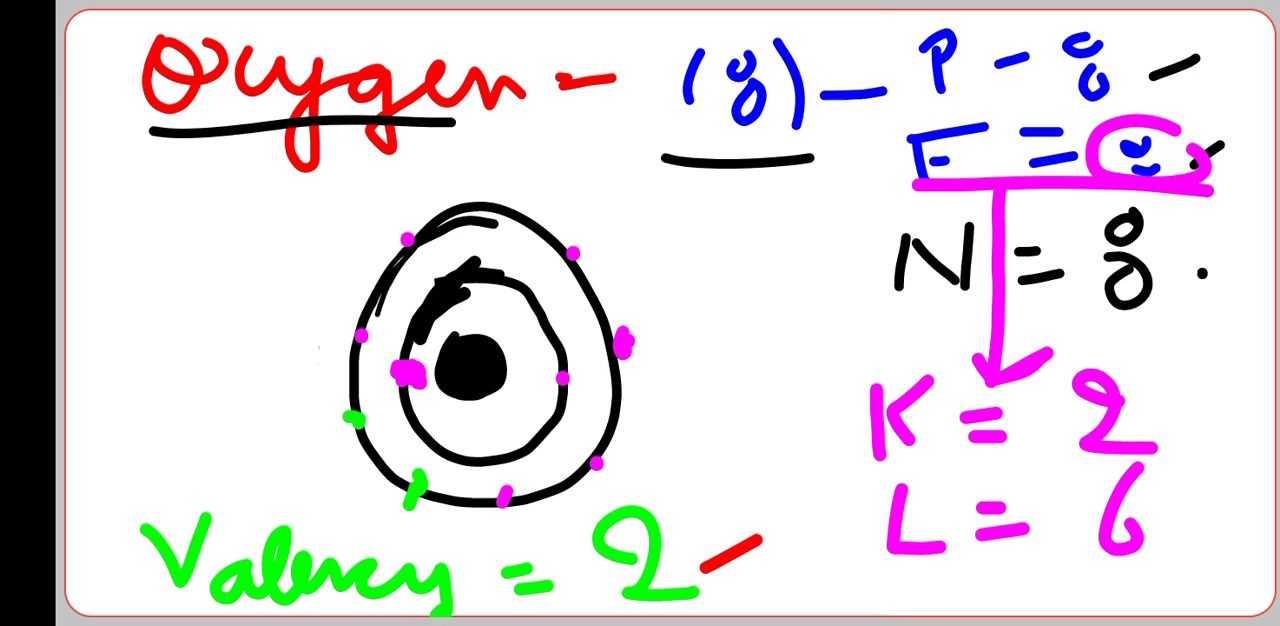 Oxygen - (8) - P - 8
E = 8
N = 8.
K = 2
L = 6
Valency = 2